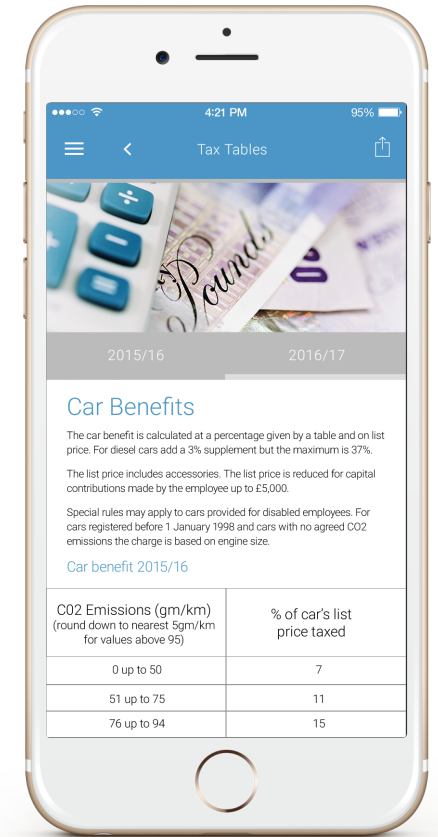 4:21 PM
95%
Tax Tables
Pounds
2015/16
2016/17
Car Benefits
The car benefit is calculated at a percentage given by a table and on list
price. For diesel cars add a 3% supplement but the maximum is 37%.
The list price includes accessories. The list price is reduced for capital
contributions made by the employee up to £5,000.
Special rules may apply to cars provided for disabled employees. For
cars registered before 1 January 1998 and cars with no agreed CO2
emissions the charge is based on engine size.
Car benefit 2015/16
C02 Emissions (gm/km)
(round down to nearest 5gm/km
for values above 95)
% of car's list
price taxed
0 up to 50
7
51 up to 75
11
76 up to 94
15